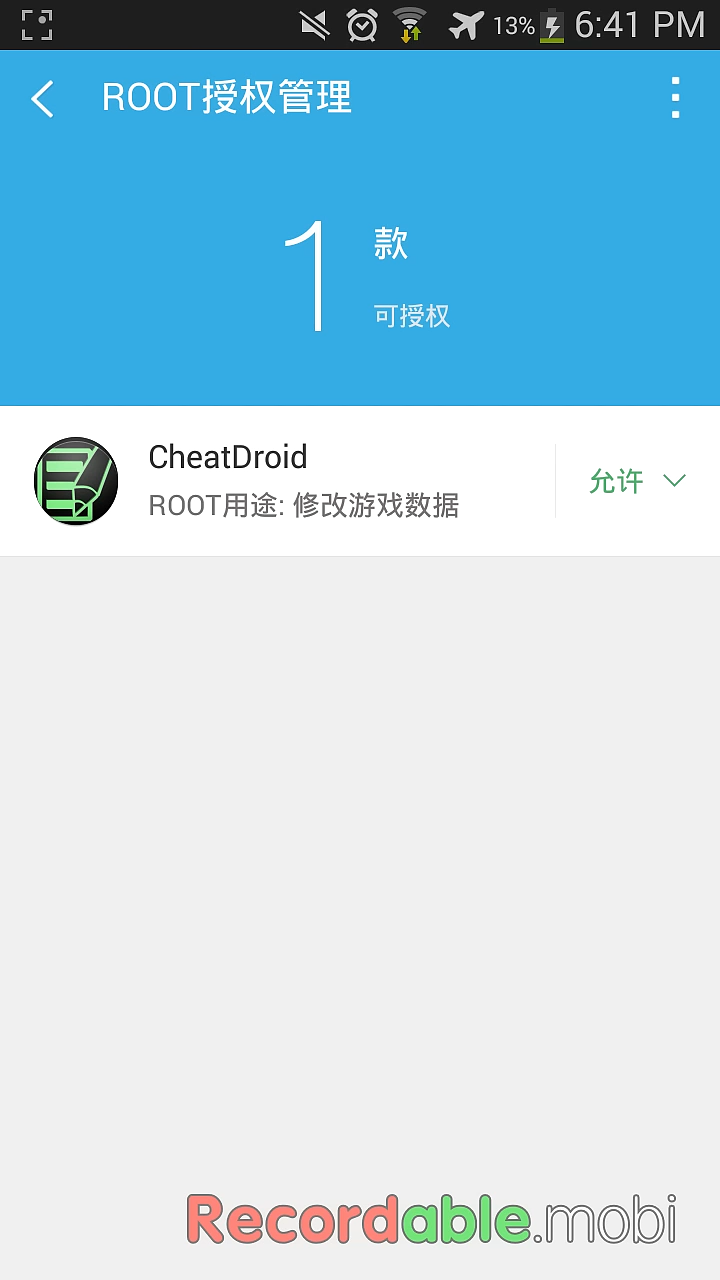 13% 6:41 PM
ROOT授权管理
1 款
可授权
CheatDroid
ROOT用途: 修改游戏数据
允许
Recordable.mobi